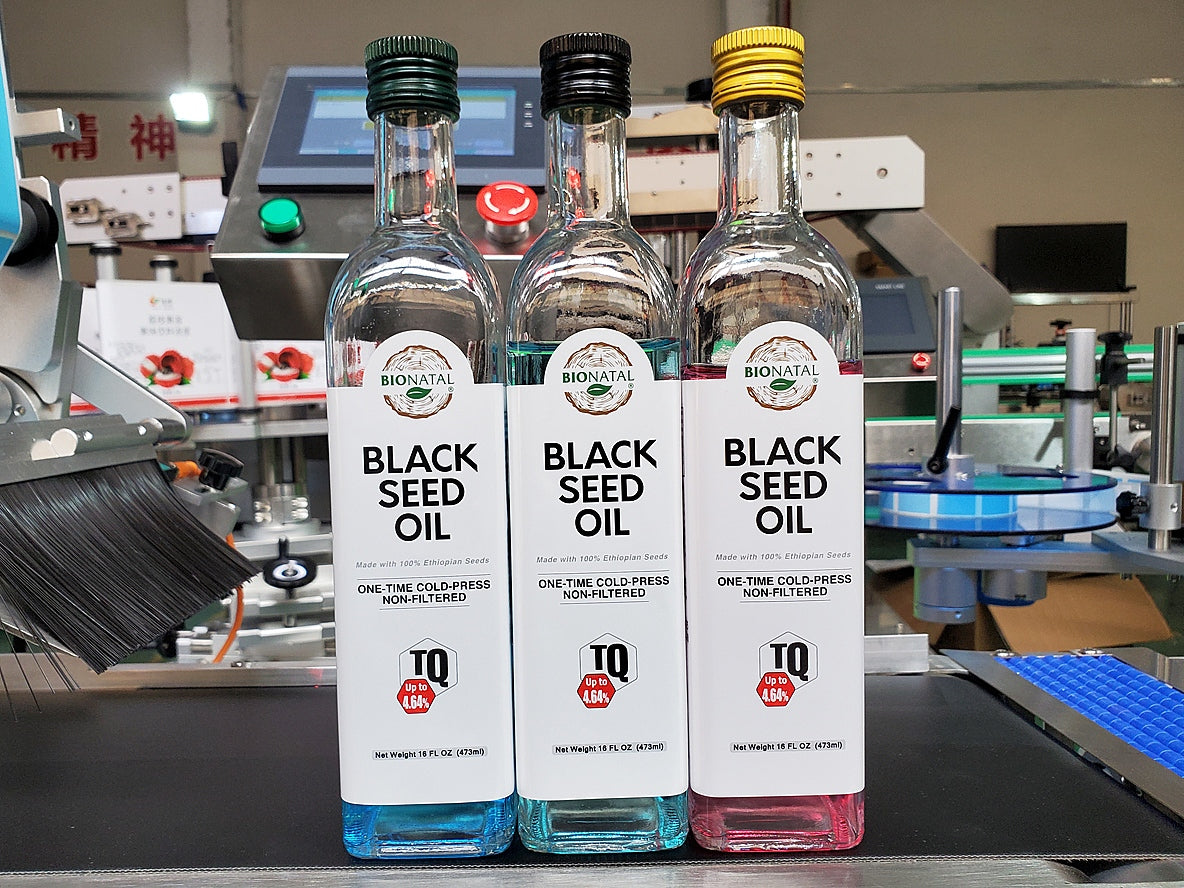 精神
BIONATAL®
BLACK
SEED
OIL
Made with 100% Ethiopian Seeds
ONE-TIME COLD-PRESS
NON-FILTERED
TQ
Up to
4.64%
Net Weight 16 FL OZ (473ml)
BIONATAL®
BLACK
SEED
OIL
Made with 100% Ethiopian Seeds
ONE-TIME COLD-PRESS
NON-FILTERED
TQ
Up to
4.64%
Net Weight 16 FL OZ (473ml)
BIONATAL®
BLACK
SEED
OIL
Made with 100% Ethiopian Seeds
ONE-TIME COLD-PRESS
NON-FILTERED
TQ
Up to
4.64%
Net Weight 16 FL OZ (473ml)